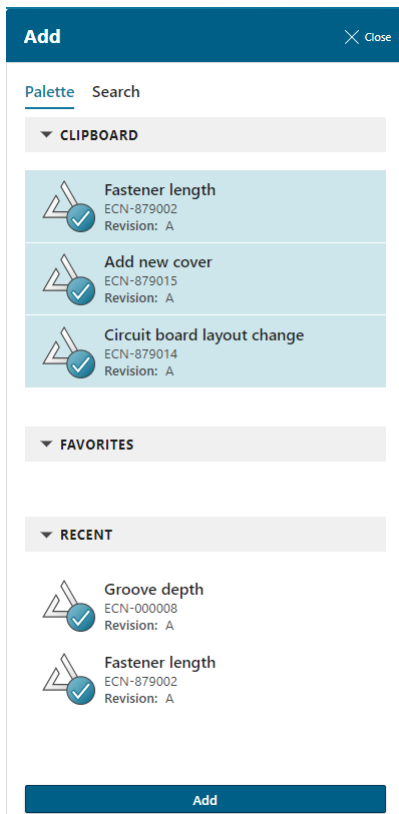 Add
Close
Palette Search
CLIPBOARD
Fastener length
ECN-879002
Revision: A
Add new cover
ECN-879015
Revision: A
Circuit board layout change
ECN-879014
Revision: A
FAVORITES
RECENT
Groove depth
ECN-000008
Revision: A
Fastener length
ECN-879002
Revision: A
Add